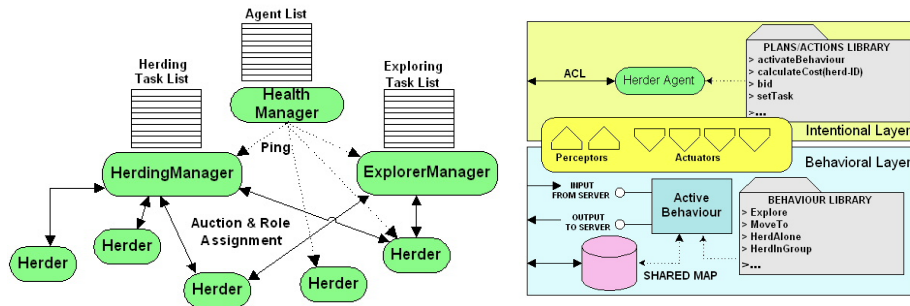 Agent List
Herding
Task List
Exploring
Task List
Health
Manager
Ping
HerdingManager
ExplorerManager
Auction & Role
Assignment
Herder
Herder
Herder
Herder
Herder
PLANS/ACTIONS LIBRARY
> activateBehaviour
> calculateCost(herd-ID)
> bid
> setTask
>...
ACL
Herder Agent
Intentional Layer
Perceptors
Actuators
Behavioral Layer
INPUT
FROM SERVER
OUTPUT
TO SERVER
Active
Behaviour
BEHAVIOUR LIBRARY
> Explore
> MoveTo
> HerdAlone
> HerdInGroup
>...
SHARED MAP